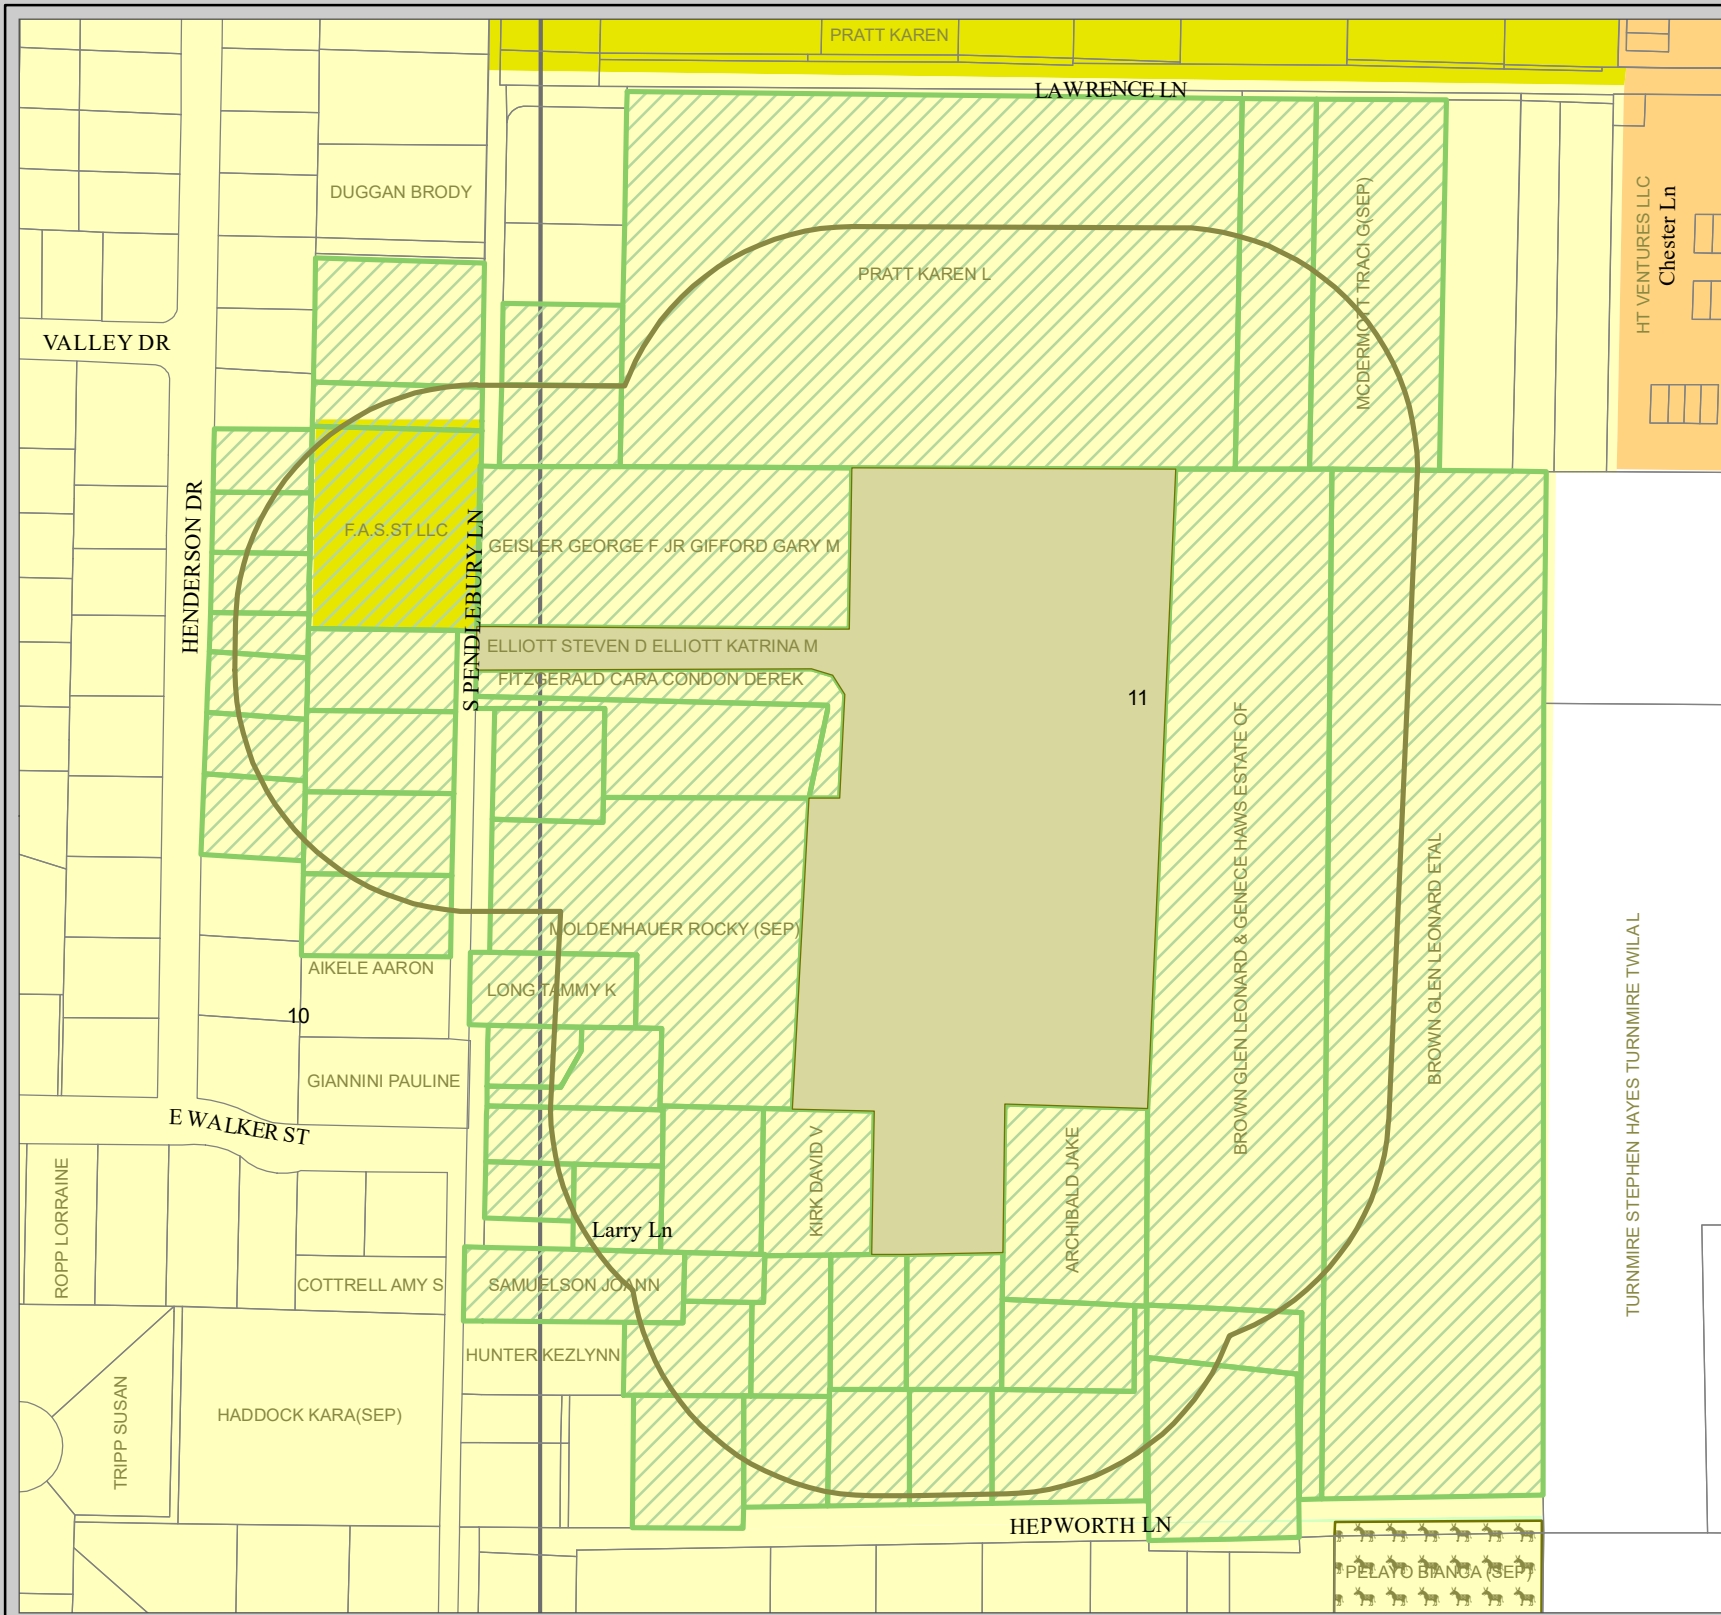 PRATT KAREN
LAWRENCE LN
DUGGAN BRODY
MCDERMOTT TRACI G(SEP)
HT VENTURES LLC
Chester Ln
PRATT KAREN L
VALLEY DR
HENDERSON DR
F.A.S.ST LLC
S PENDLEBURY LN
GEISLER GEORGE F JR GIFFORD GARY M
ELLIOTT STEVEN D ELLIOTT KATRINA M
FITZGERALD CARA CONDON DEREK
11
BROWN GLEN LEONARD & GENECE HAWS ESTATE OF
BROWN GLEN LEONARD ETAL
TURNMIRE STEPHEN HAYES TURNMIRE TWILA I
MOLDENHAUER ROCKY (SEP)
AIKELE AARON
LONG TAMMY K
10
GIANNINI PAULINE
E WALKER ST
KIRK DAVID V
ARCHIBALD JAKE
ROPP LORRAINE
Larry Ln
COTTRELL AMY S
SAMUELSON JOANN
HUNTER KEZLYNN
TRIPP SUSAN
HADDOCK KARA(SEP)
HEPWORTH LN
PELAYO BIANCA (SEP)